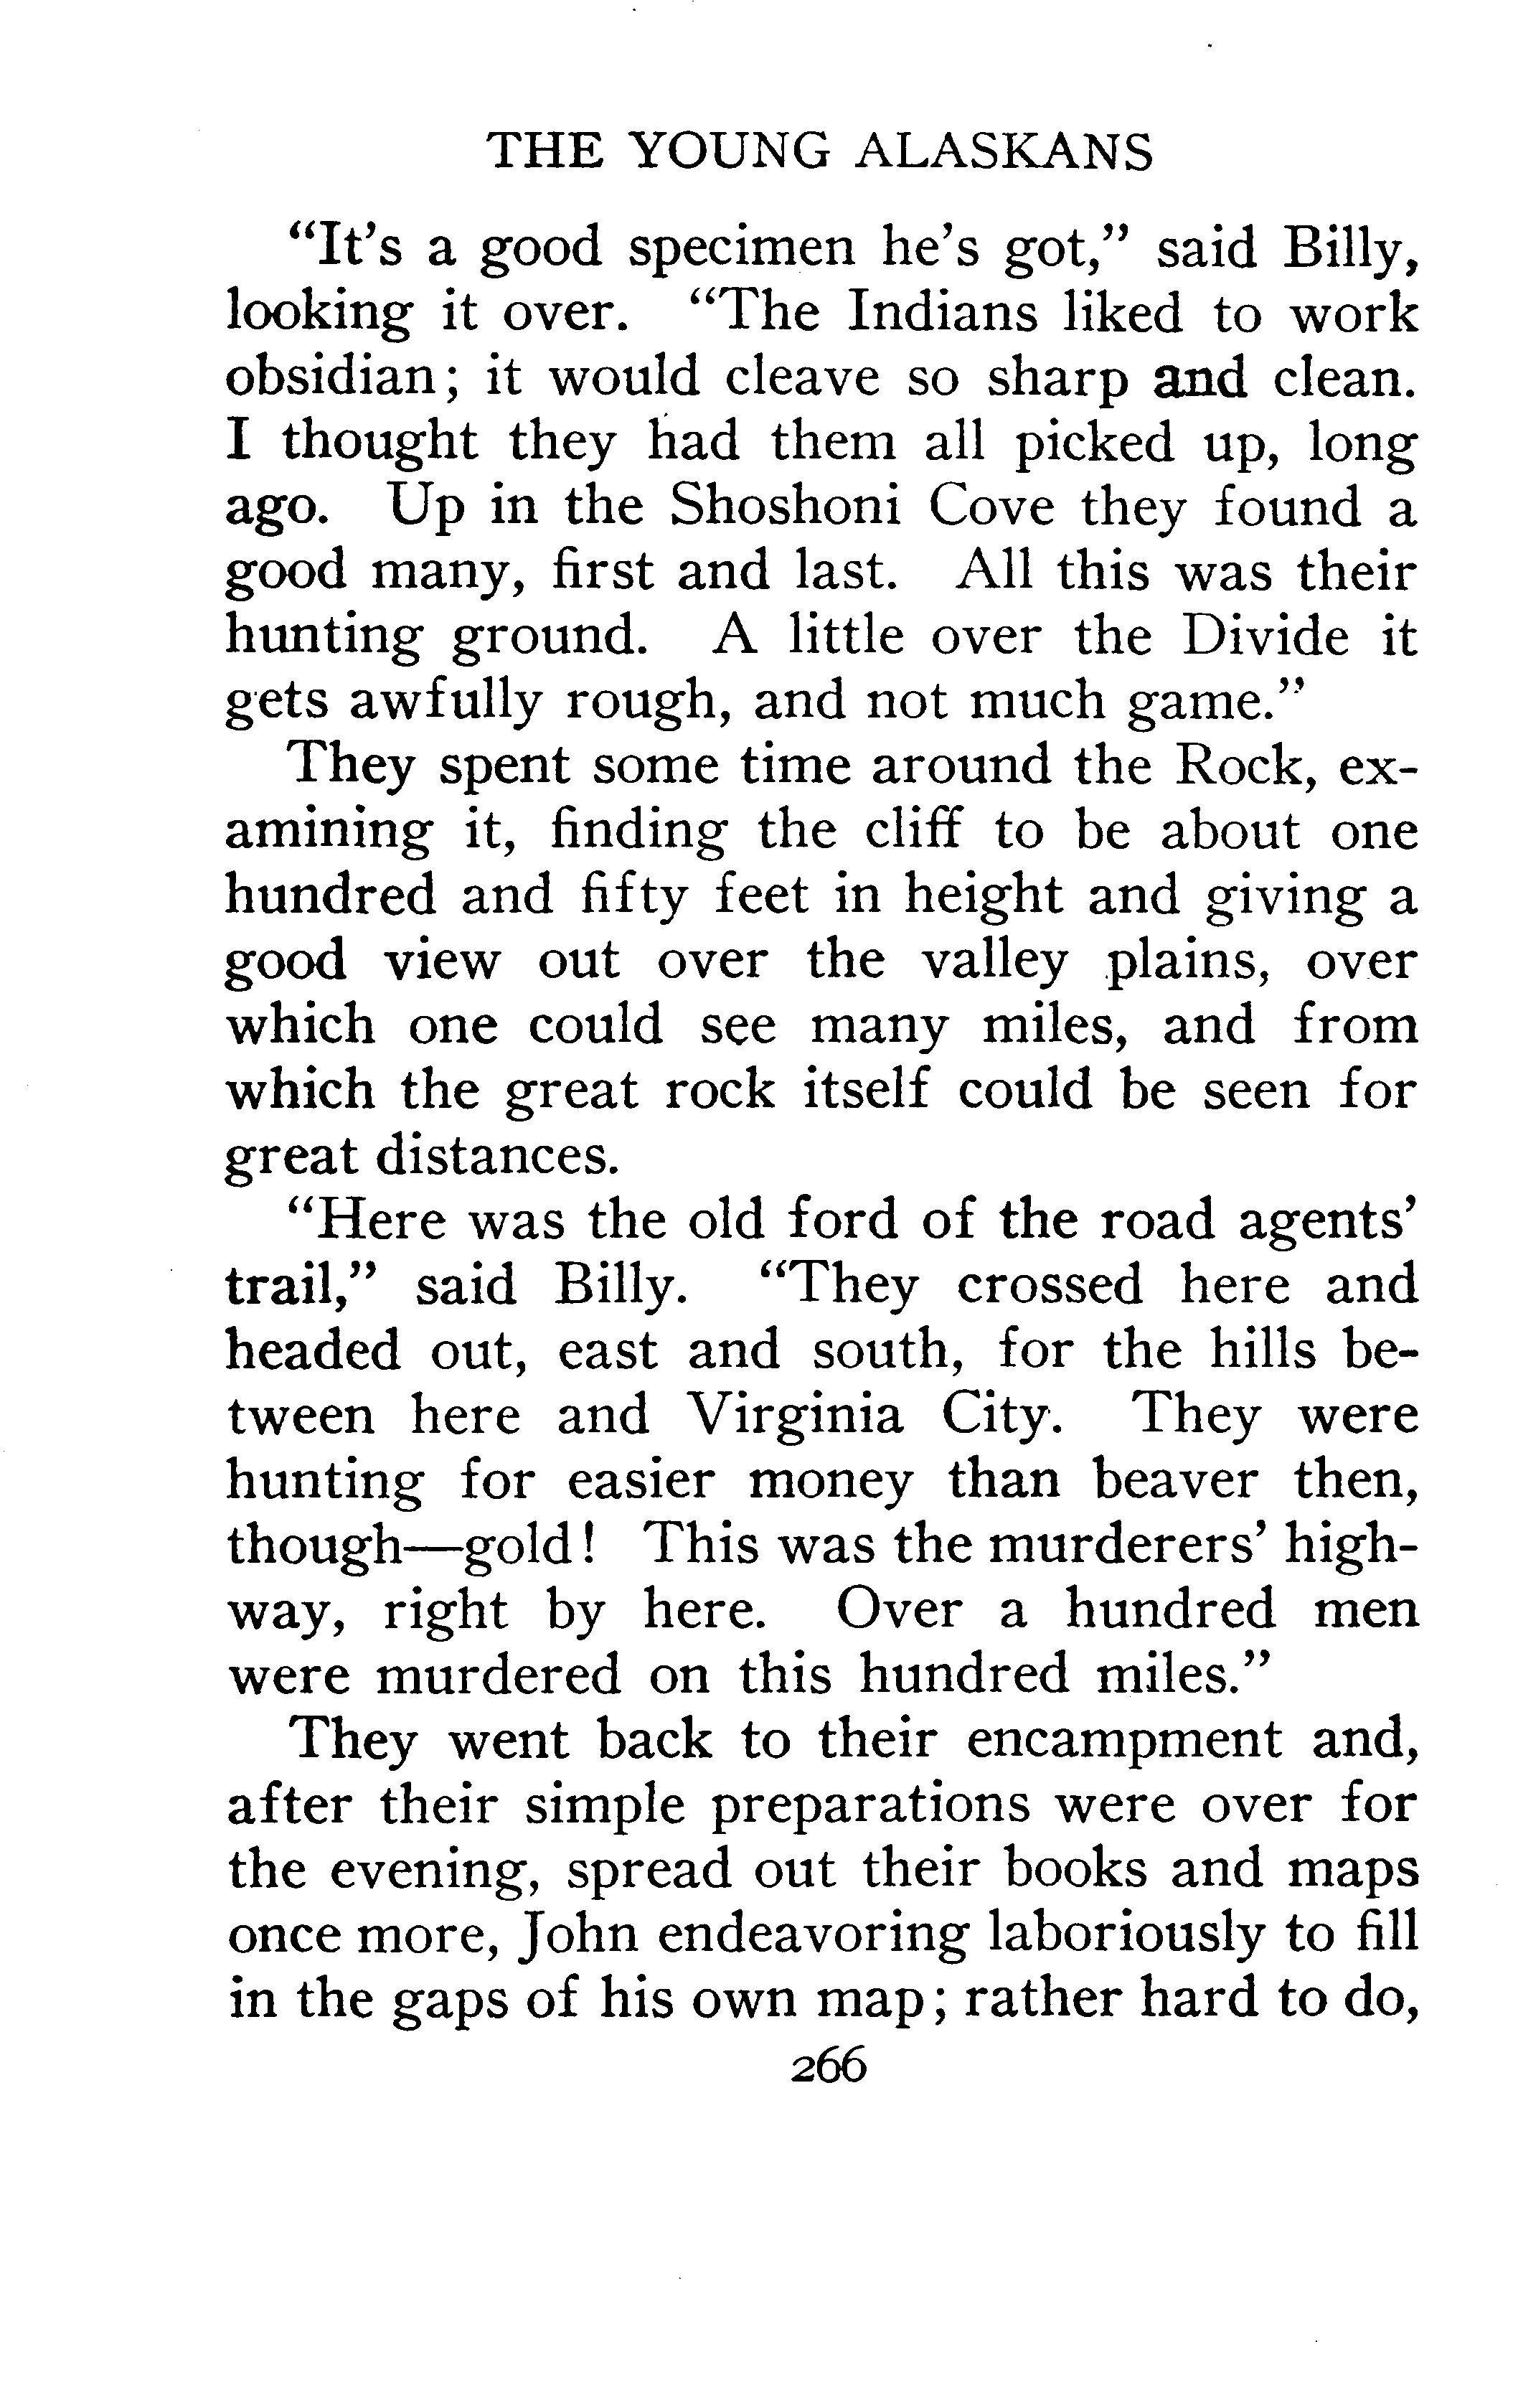 THE YOUNG ALASKANS
“It’s a good specimen he’s got,” said Billy,
looking it over. “The Indians liked to work
obsidian; it would cleave so sharp and clean.
I thought they had them all picked up, long
ago. Up in the Shoshoni Cove they found a
good many, first and last. All this was their
hunting ground. A little over the Divide it
gets awfully rough, and not much game.”
They spent some time around the Rock, ex-
amining it, finding the cliff to be about one
hundred and fifty feet in height and giving a
good view out over the valley plains, over
which one could see many miles, and from
which the great rock itself could be seen for
great distances.
“Here was the old ford of the road agents’
trail,” said Billy. “They crossed here and
headed out, east and south, for the hills be-
tween here and Virginia City. They were
hunting for easier money than beaver then,
though—gold! This was the murderers’ high-
way, right by here. Over a hundred men
were murdered on this hundred miles.”
They went back to their encampment and,
after their simple preparations were over for
the evening, spread out their books and maps
once more, John endeavoring laboriously to fill
in the gaps of his own map; rather hard to do,
266